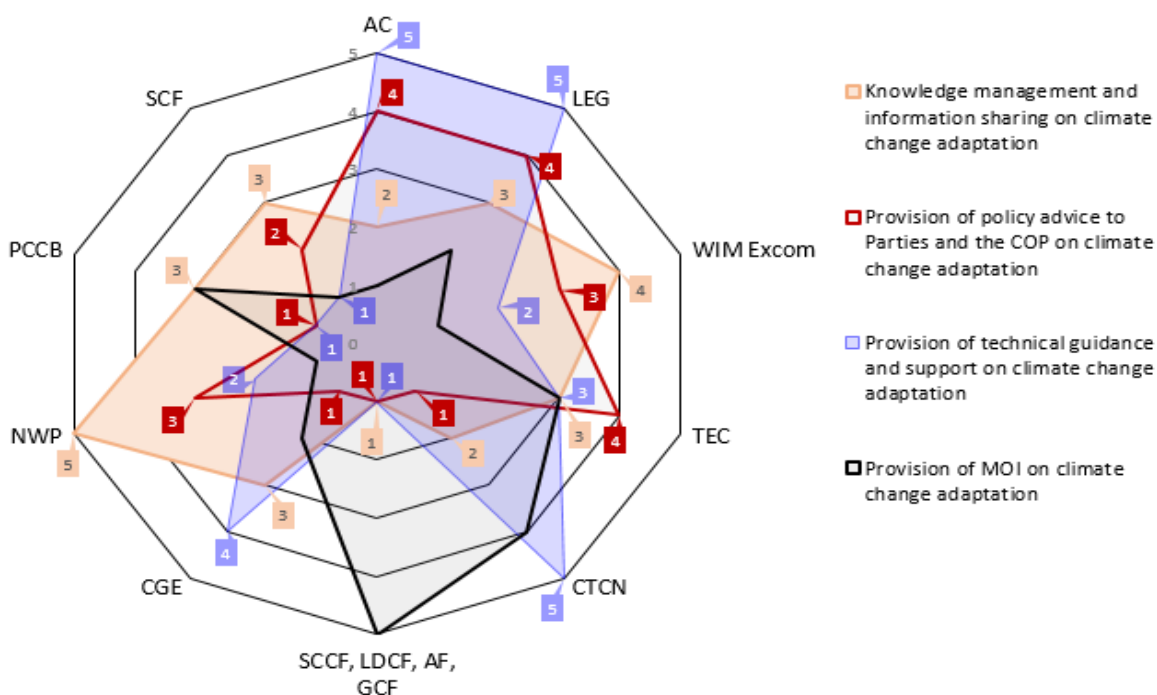 AC
5
5
5
SCF
4
4
LEG
4
3
3
2
3
2
2
PCCB
3
1
WIM Excom
1
1
3
2
4
1
0
2
1
1
3
NWP
3
1
1
4
TEC
5
1
2
3
3
4
CGE
CTCN
5
SCCF, LDCF, AF,
GCF
Knowledge management and
information sharing on climate
change adaptation
Provision of policy advice to
Parties and the COP on climate
change adaptation
Provision of technical guidance
and support on climate change
adaptation
Provision of MOI on climate
change adaptation